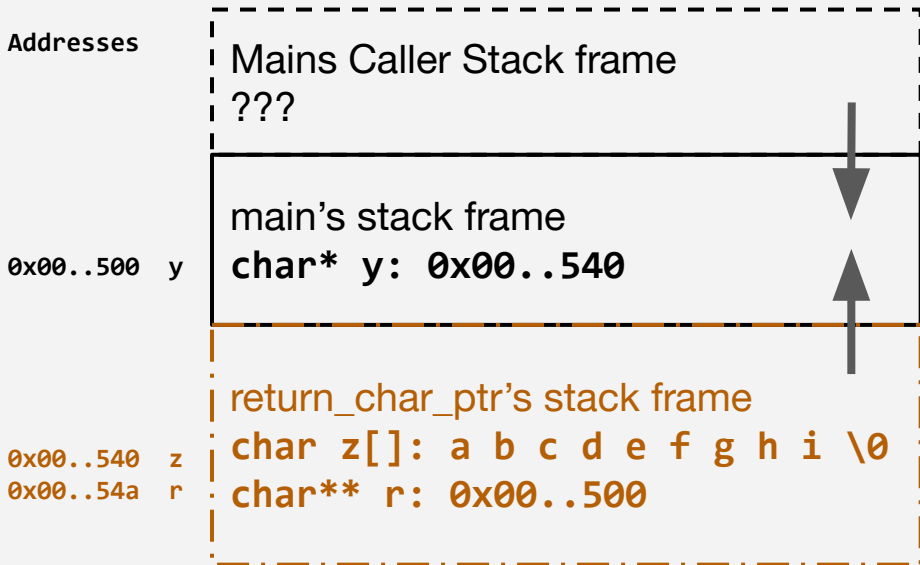 Addresses
Mains Caller Stack frame
???
main’s stack frame
0x00..500 y char* y: 0x00..540
return_char_ptr’s stack frame
0x00..540 z char z[]: a b c d e f g h i \0
0x00..54a r char** r: 0x00..500